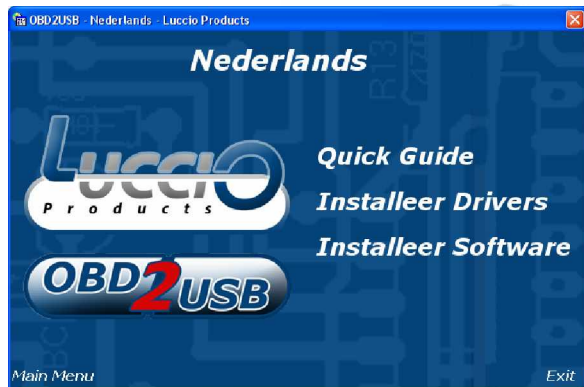 OBD2USB - Nederlands - Luccio Products
Nederlands
Luccio
Products
OBD2USB
Quick Guide
Installeer Drivers
Installeer Software
Main Menu
Exit